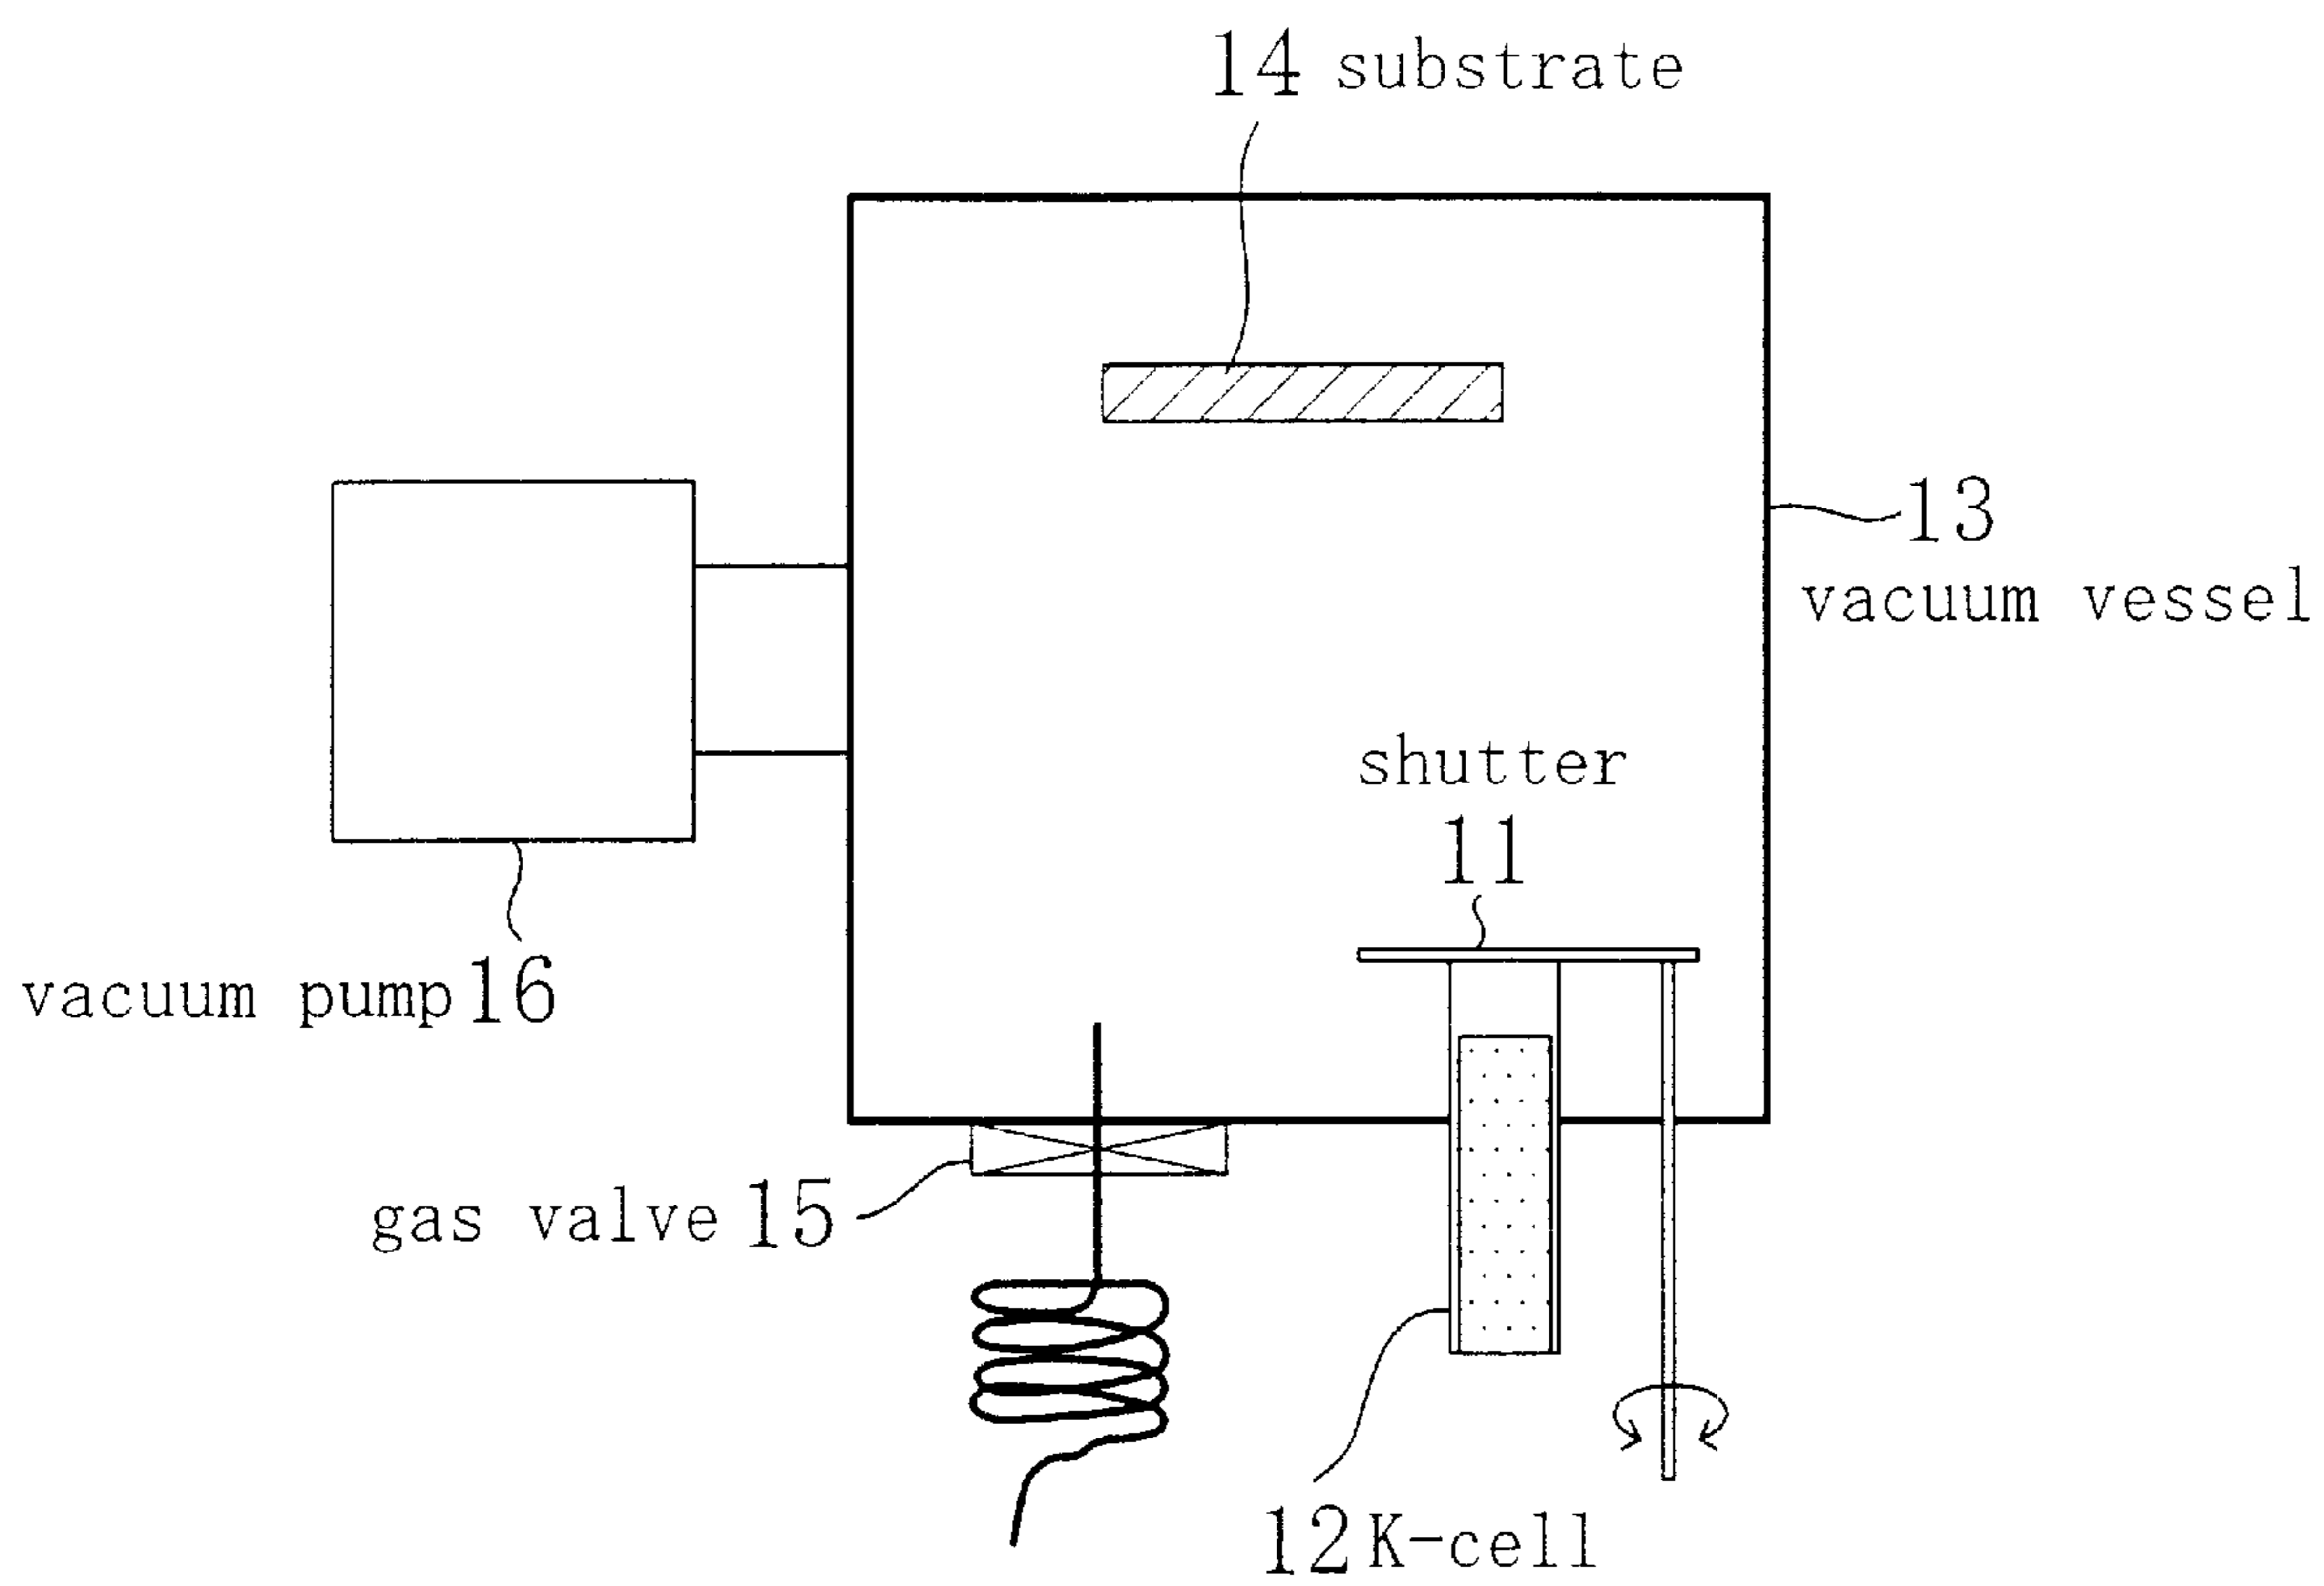 14 substrate
13
vacuum vessel
shutter
11
vacuum pump 16
gas valve 15
12 K-cell